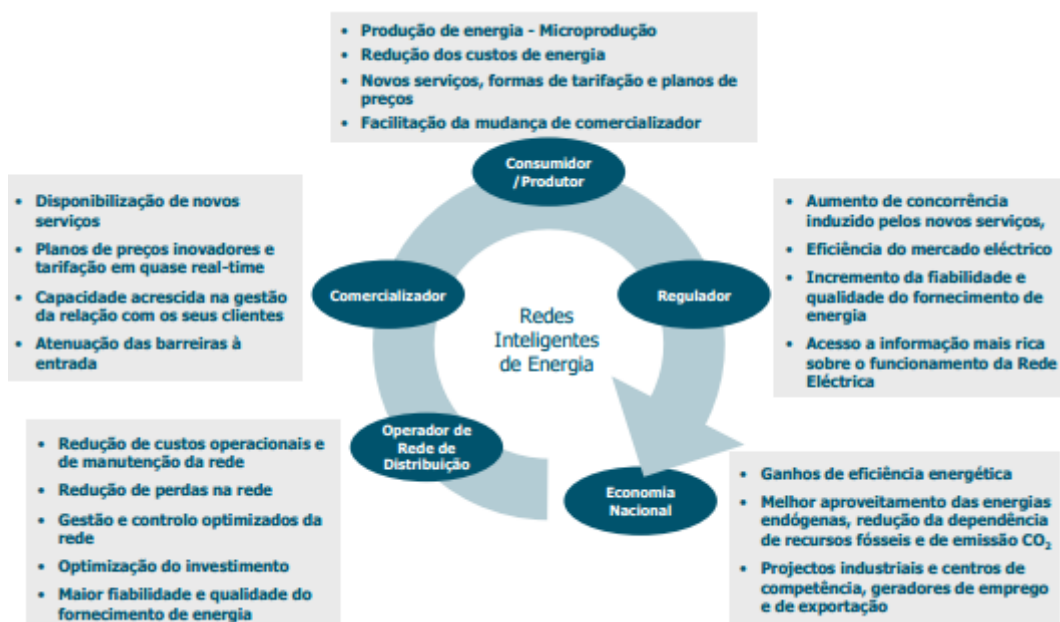 • Produção de energia - Microprodução
• Redução dos custos de energia
• Novos serviços, formas de tarifação e planos de
preços
• Facilitação da mudança de comercializador
Consumidor
/Produtor
• Disponibilização de novos
serviços
• Planos de preços inovadores e
tarifação em quase real-time
• Capacidade acrescida na gestão
da relação com os seus clientes
• Atenuação das barreiras à
entrada
Comercializador
Redes
Inteligentes
de Energia
Regulador
• Aumento de concorrência
induzido pelos novos serviços,
• Eficiência do mercado eléctrico
• Incremento da fiabilidade e
qualidade do fornecimento de
energia
• Acesso a informação mais rica
sobre o funcionamento da Rede
Eléctrica
Operador de
Rede de
Distribuição
• Redução de custos operacionais e
de manutenção da rede
• Redução de perdas na rede
• Gestão e controlo optimizados da
rede
• Optimização do investimento
• Maior fiabilidade e qualidade do
fornecimento de energia
Economia
Nacional
• Ganhos de eficiência energética
• Melhor aproveitamento das energias
endógenas, redução da dependência
de recursos fósseis e de emissão CO₂
• Projectos industriais e centros de
competência, geradores de emprego
e de exportação